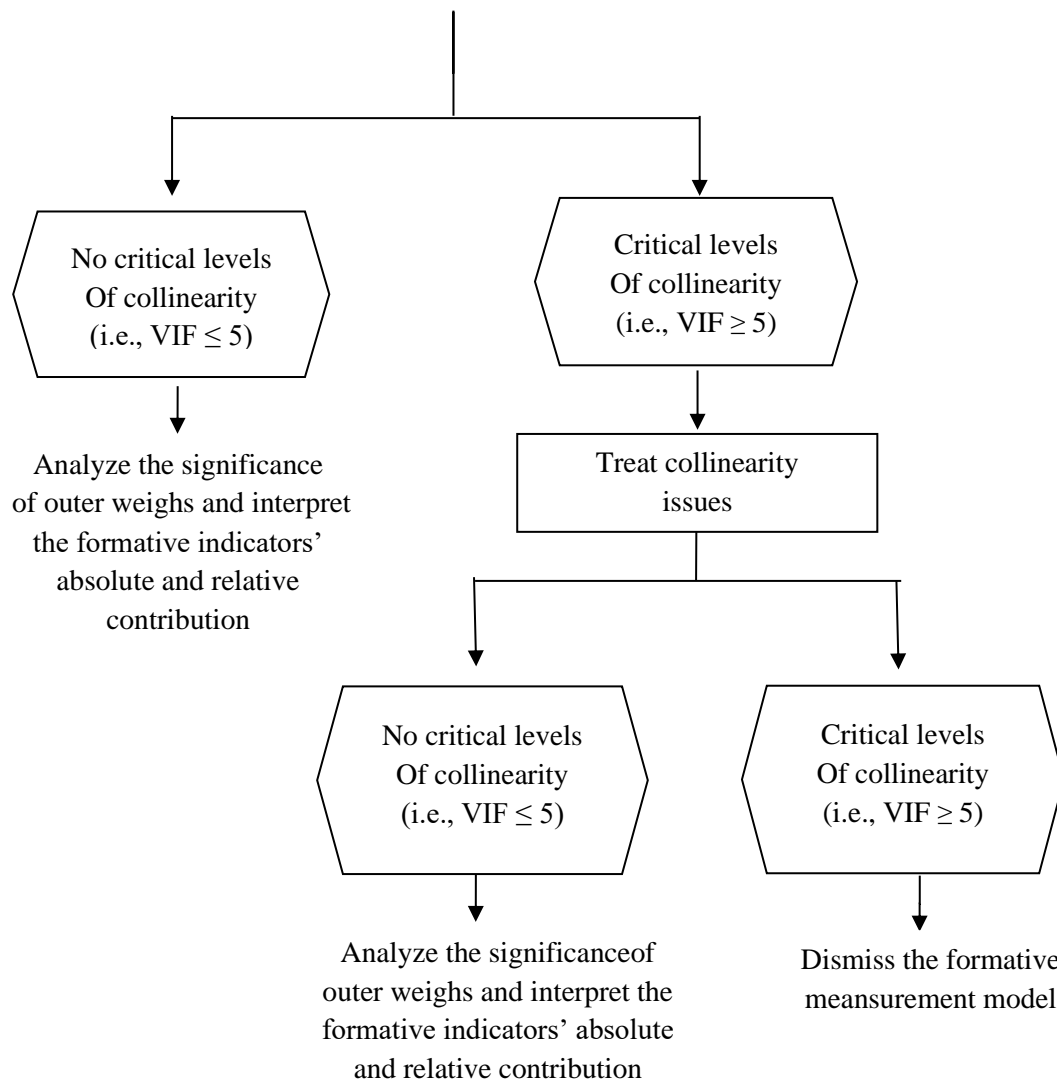 No critical levels
Of collinearity
(i.e., VIF ≤ 5)
Critical levels
Of collinearity
(i.e., VIF ≥ 5)
Analyze the significance
of outer weighs and interpret
the formative indicators’
absolute and relative
contribution
Treat collinearity
issues
No critical levels
Of collinearity
(i.e., VIF ≤ 5)
Critical levels
Of collinearity
(i.e., VIF ≥ 5)
Analyze the significanceof
outer weighs and interpret the
formative indicators’ absolute
and relative contribution
Dismiss the formative
meansurement model